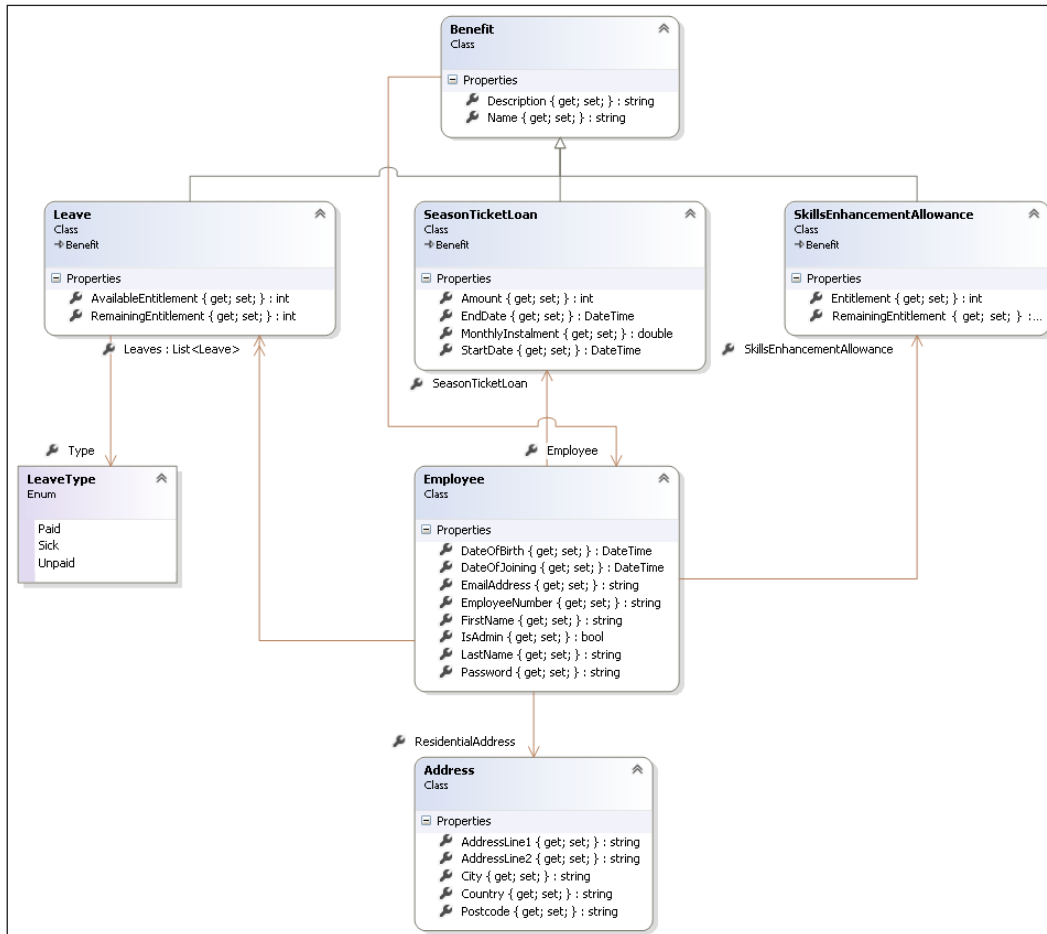 Benefit
Class
Properties
Description { get; set; } : string
Name { get; set; } : string
Leave
Class
Benefit
Properties
AvailableEntitlement { get; set; } : int
RemainingEntitlement { get; set; } : int
SeasonTicketLoan
Class
Benefit
Properties
Amount { get; set; } : int
EndDate { get; set; } : DateTime
MonthlyInstalment { get; set; } : double
StartDate { get; set; } : DateTime
SkillsEnhancementAllowance
Class
Benefit
Properties
Entitlement { get; set; } : int
RemainingEntitlement { get; set; } :...
Leaves : List<Leave>
SeasonTicketLoan
SkillsEnhancementAllowance
Type
Employee
LeaveType
Enum
Paid
Sick
Unpaid
Employee
Class
Properties
DateOfBirth { get; set; } : DateTime
DateOfJoining { get; set; } : DateTime
EmailAddress { get; set; } : string
EmployeeNumber { get; set; } : string
FirstName { get; set; } : string
IsAdmin { get; set; } : bool
LastName { get; set; } : string
Password { get; set; } : string
ResidentialAddress
Address
Class
Properties
AddressLine1 { get; set; } : string
AddressLine2 { get; set; } : string
City { get; set; } : string
Country { get; set; } : string
Postcode { get; set; } : string